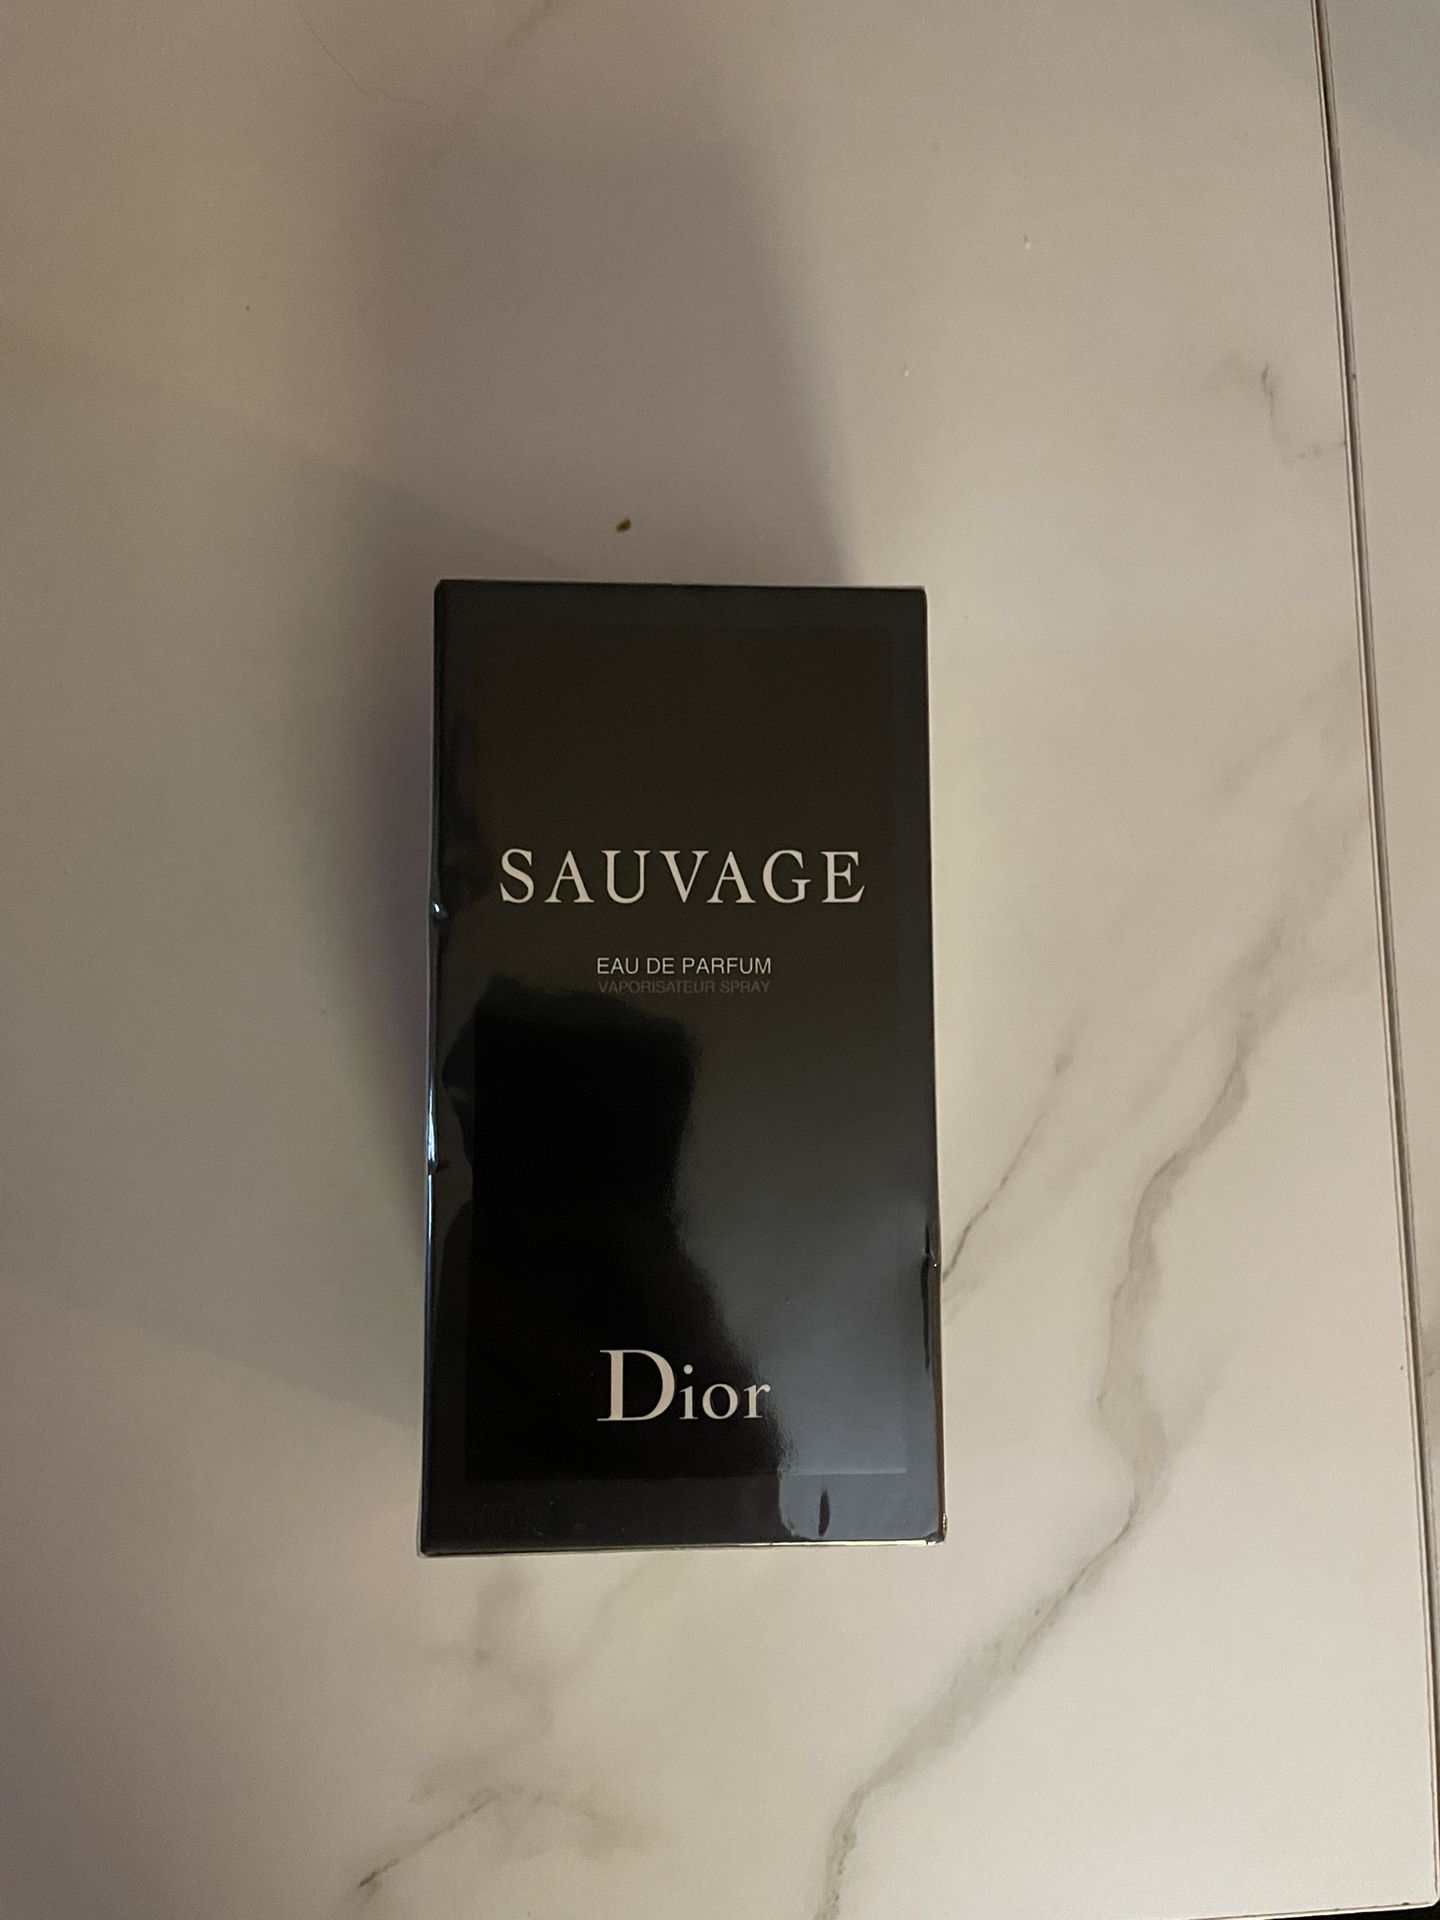 SAUVAGE
EAU DE PARFUM
VAPORISATEUR SPRAY
Dior